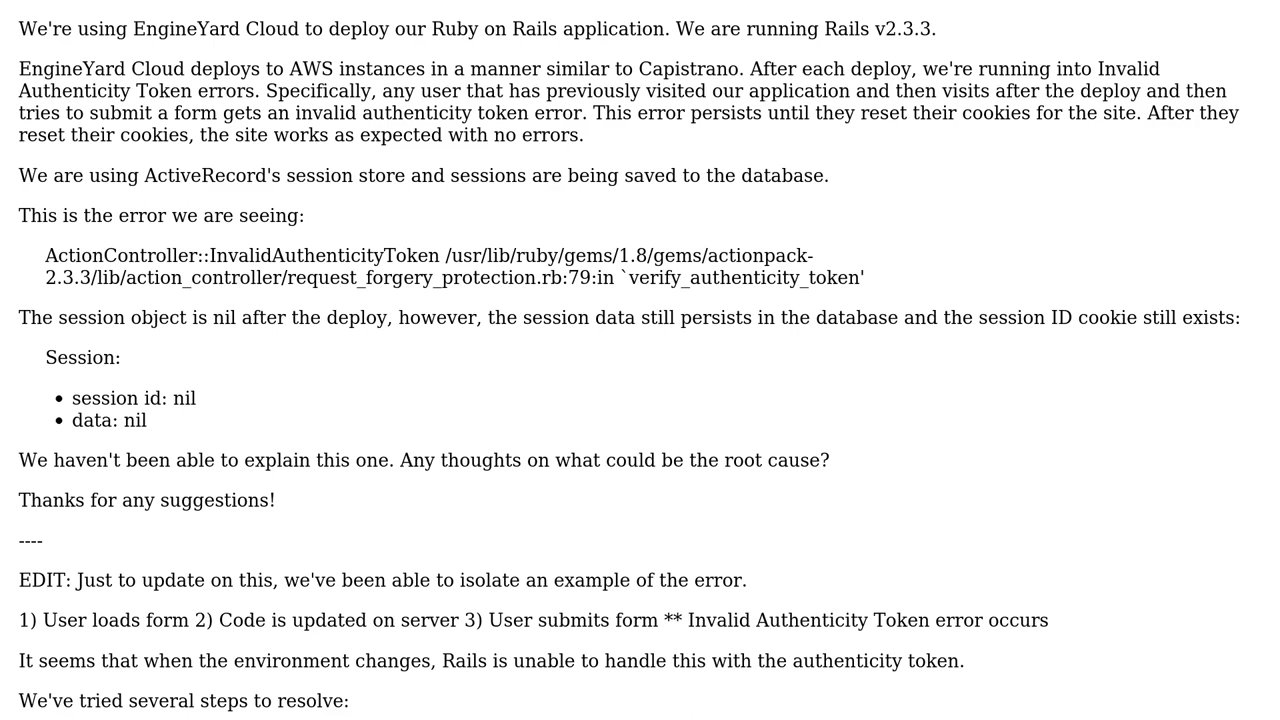 We're using EngineYard Cloud to deploy our Ruby on Rails application. We are running Rails v2.3.3.
EngineYard Cloud deploys to AWS instances in a manner similar to Capistrano. After each deploy, we're running into Invalid
Authenticity Token errors. Specifically, any user that has previously visited our application and then visits after the deploy and then
tries to submit a form gets an invalid authenticity token error. This error persists until they reset their cookies for the site. After they
reset their cookies, the site works as expected with no errors.
We are using ActiveRecord's session store and sessions are being saved to the database.
This is the error we are seeing:
ActionController::InvalidAuthenticityToken /usr/lib/ruby/gems/1.8/gems/actionpack-
2.3.3/lib/action_controller/request_forgery_protection.rb:79:in `verify_authenticity_token'
The session object is nil after the deploy, however, the session data still persists in the database and the session ID cookie still exists:
Session:
• session id: nil
• data: nil
We haven't been able to explain this one. Any thoughts on what could be the root cause?
Thanks for any suggestions!
----
EDIT: Just to update on this, we've been able to isolate an example of the error.
1) User loads form 2) Code is updated on server 3) User submits form ** Invalid Authenticity Token error occurs
It seems that when the environment changes, Rails is unable to handle this with the authenticity token.
We've tried several steps to resolve: